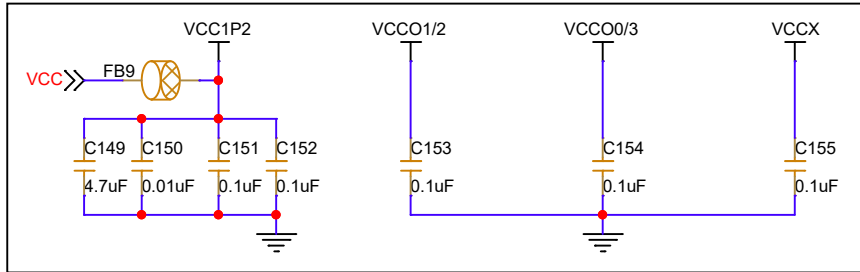 VCC1P2 VCCO1/2 VCCO0/3 VCCX
VCC FB9
C149 C150 C151 C152 C153 C154 C155
4.7uF 0.01uF 0.1uF 0.1uF 0.1uF 0.1uF 0.1uF